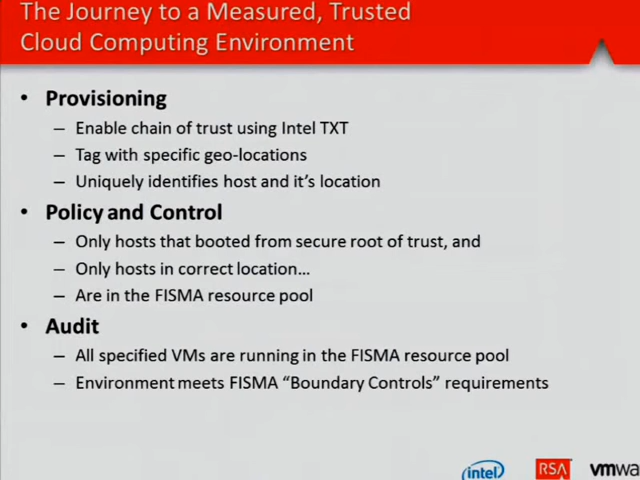 The Journey to a Measured, Trusted
Cloud Computing Environment
• Provisioning
– Enable chain of trust using Intel TXT
– Tag with specific geo-locations
– Uniquely identifies host and it's location
• Policy and Control
– Only hosts that booted from secure root of trust, and
– Only hosts in correct location…
– Are in the FISMA resource pool
• Audit
– All specified VMs are running in the FISMA resource pool
– Environment meets FISMA “Boundary Controls” requirements
intel RSA vmwa